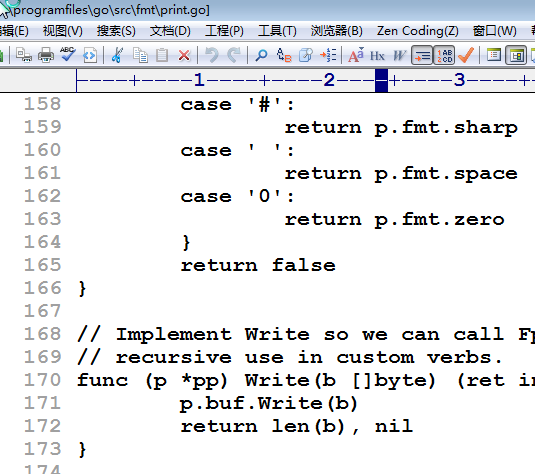 \programfiles\go\src\fmt\print.go]
辑(E) 视图(V) 搜索(S) 文档(D) 工程(P) 工具(T) 浏览器(B) Zen Coding(Z) 窗口(W)
1 2 3
158 case '#':
159 return p.fmt.sharp
160 case ' ':
161 return p.fmt.space
162 case '0':
163 return p.fmt.zero
164 }
165 return false
166 }
167
168 // Implement Write so we can call Fp
169 // recursive use in custom verbs.
170 func (p *pp) Write(b []byte) (ret in
171 p.buf.Write(b)
172 return len(b), nil
173 }
174